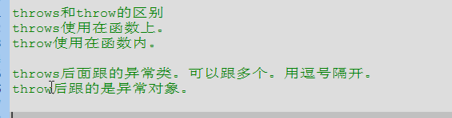 throws和throw的区别
throws使用在函数上。
throw使用在函数内。
throws后面跟的异常类。可以跟多个。用逗号隔开。
throw后跟的是异常对象。